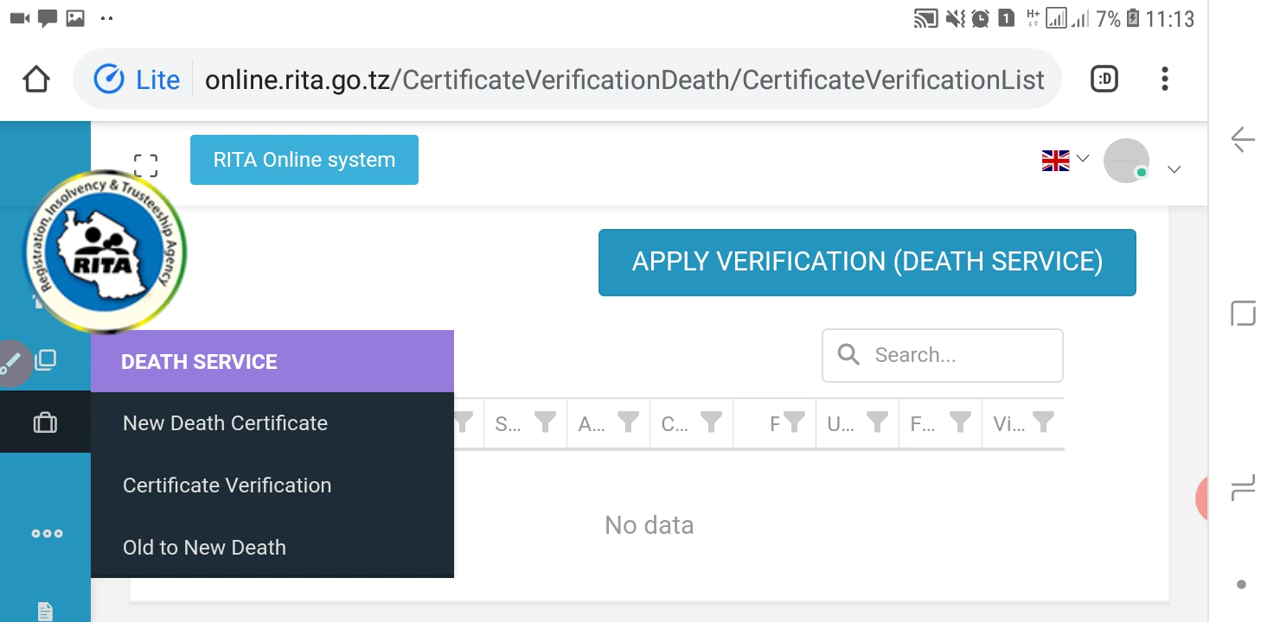 7% 11:13
Lite online.rita.go.tz/CertificateVerificationDeath/CertificateVerificationList :D
RITA Online system
Registration, Insolvency & Trusteeship Agency
RITA
APPLY VERIFICATION (DEATH SERVICE)
Search...
DEATH SERVICE
S... A... C... F U... F... Vi...
New Death Certificate
Certificate Verification
No data
Old to New Death